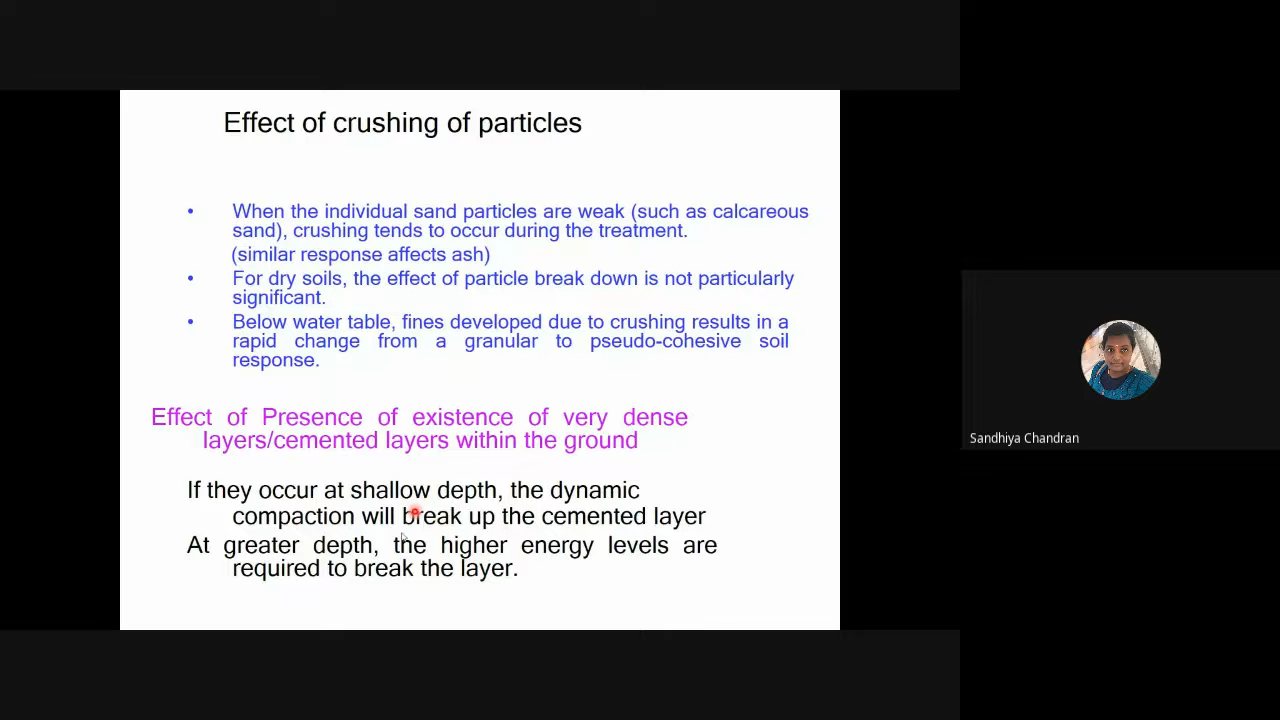 Effect of crushing of particles
• When the individual sand particles are weak (such as calcareous
sand), crushing tends to occur during the treatment.
(similar response affects ash)
• For dry soils, the effect of particle break down is not particularly
significant.
• Below water table, fines developed due to crushing results in a
rapid change from a granular to pseudo-cohesive soil
response.
Effect of Presence of existence of very dense
layers/cemented layers within the ground
If they occur at shallow depth, the dynamic
compaction will break up the cemented layer
At greater depth, the higher energy levels are
required to break the layer.
Sandhiya Chandran